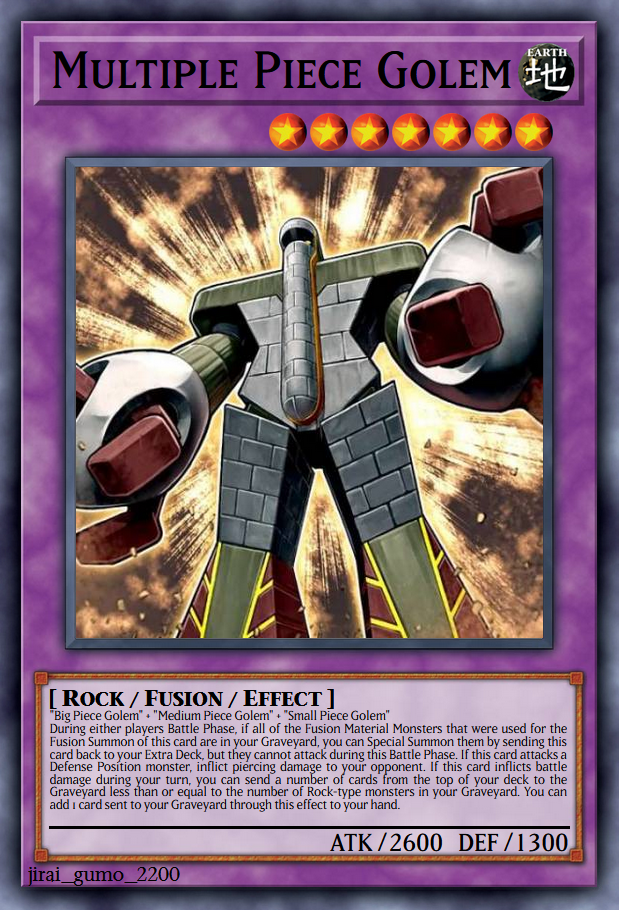 MULTIPLE PIECE GOLEM
EARTH
地
[ ROCK / FUSION / EFFECT ]
"Big Piece Golem" + "Medium Piece Golem" + "Small Piece Golem"
During either players Battle Phase, if all of the Fusion Material Monsters that were used for the
Fusion Summon of this card are in your Graveyard, you can Special Summon them by sending this
card back to your Extra Deck, but they cannot attack during this Battle Phase. If this card attacks a
Defense Position monster, inflict piercing damage to your opponent. If this card inflicts battle
damage during your turn, you can send a number of cards from the top of your deck to the
Graveyard less than or equal to the number of Rock-type monsters in your Graveyard. You can
add 1 card sent to your Graveyard through this effect to your hand.
ATK/2600 DEF/1300
jirai_gumo_2200